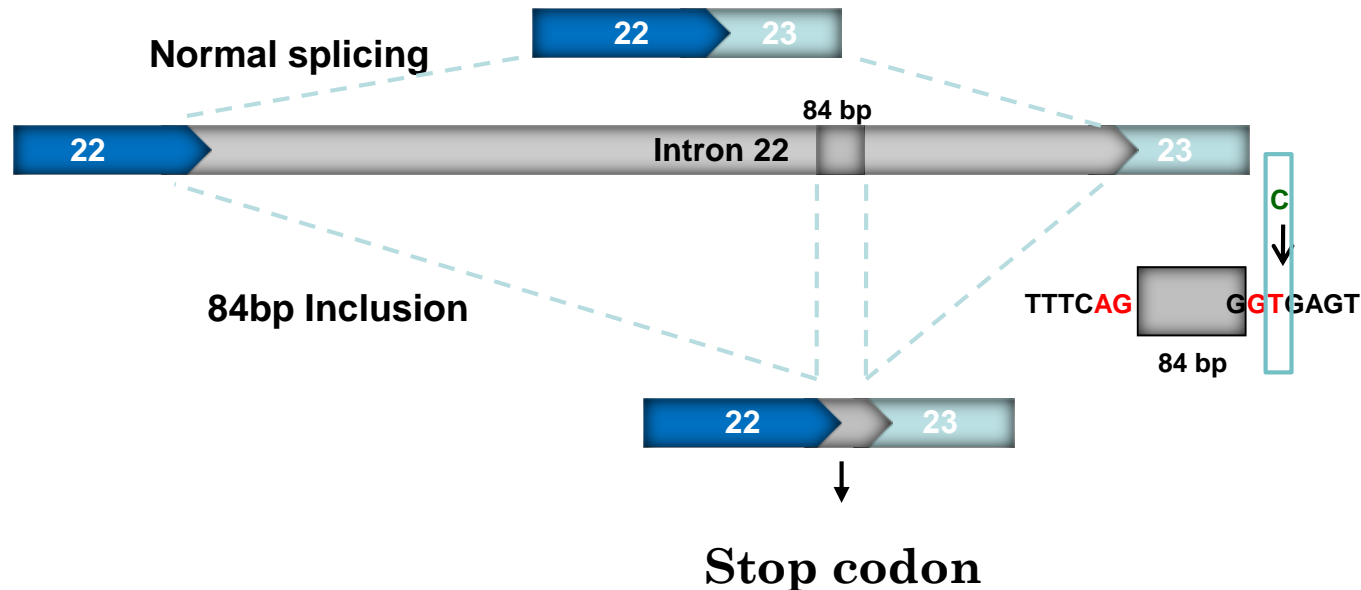 22 23
Normal splicing
84 bp
22 Intron 22 23
C
TTTCAG GGTGAGT
84bp Inclusion
84 bp
22 23
Stop codon